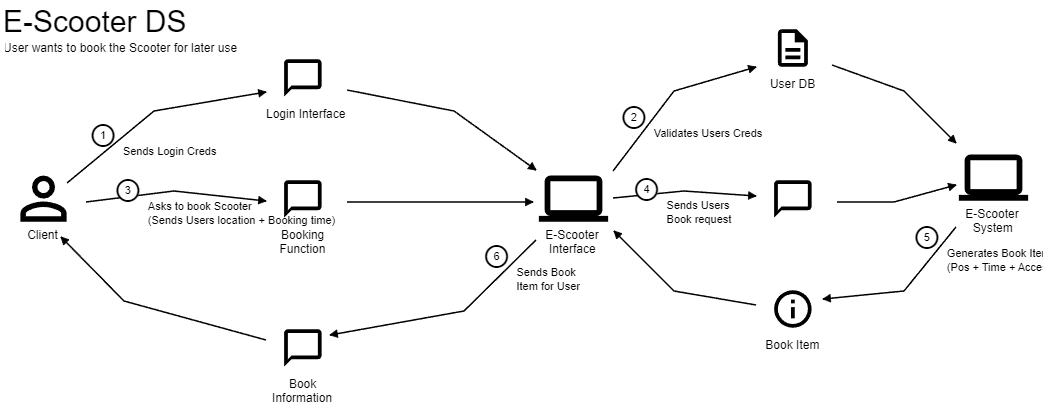 E-Scooter DS
User wants to book the Scooter for later use
Login Interface
1
Sends Login Creds
User DB
2
Validates Users Creds
Client
3
Asks to book Scooter
(Sends Users location + Booking time)
Booking
Function
E-Scooter
Interface
4
Sends Users
Book request
E-Scooter
System
5
Generates Book Iter
(Pos + Time + Acce
Book Item
6
Sends Book
Item for User
Book
Information